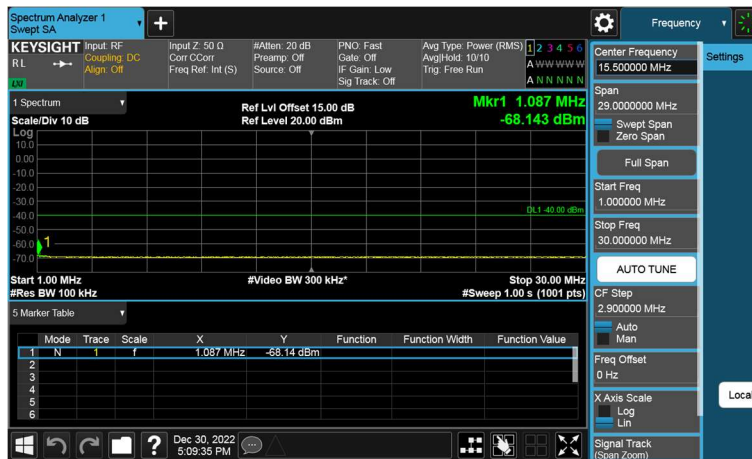 Spectrum Analyzer 1
Swept SA
+
Frequency
KEYSIGHT
RL
LXI
Input: RF
Coupling: DC
Align: Off
Input Z: 50 Ω
Corr CCorr
Freq Ref: Int (S)
#Atten: 20 dB
Preamp: Off
Source: Off
PNO: Fast
Gate: Off
IF Gain: Low
Sig Track: Off
Avg Type: Power (RMS)
Avg|Hold: 10/10
Trig: Free Run
1 2 3 4 5 6
A W W W W W
A N N N N N
1 Spectrum
Scale/Div 10 dB
Ref Lvl Offset 15.00 dB
Ref Level 20.00 dBm
Mkr1 1.087 MHz
-68.143 dBm
Log
10.0
0.00
-10.0
-20.0
-30.0
-40.0
-50.0
-60.0
-70.0
DL1 -40.00 dBm
1
Start 1.00 MHz
#Res BW 100 kHz
#Video BW 300 kHz*
Stop 30.00 MHz
#Sweep 1.00 s (1001 pts)
5 Marker Table
Mode Trace Scale X Y Function Function Width Function Value
1 N 1 f 1.087 MHz -68.14 dBm
2
3
4
5
6
?
Dec 30, 2022
5:09:35 PM
Center Frequency
15.500000 MHz
Settings
Span
29.0000000 MHz
Swept Span
Zero Span
Full Span
Start Freq
1.000000 MHz
Stop Freq
30.000000 MHz
AUTO TUNE
CF Step
2.900000 MHz
Auto
Man
Freq Offset
0 Hz
X Axis Scale
Log
Lin
Local
Signal Track
(Span Zoom)